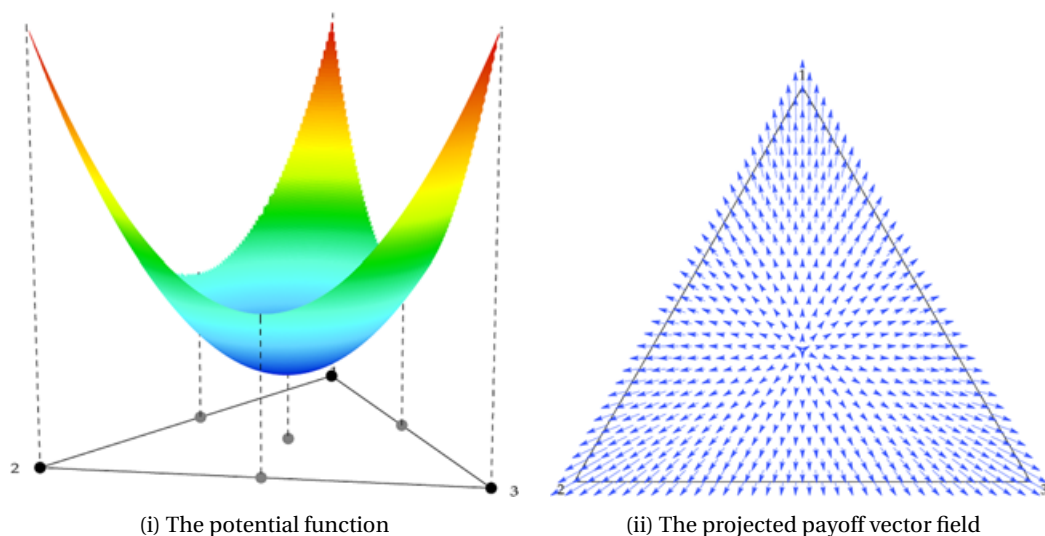 1
2
3
2
3
(i) The potential function
(ii) The projected payoff vector field